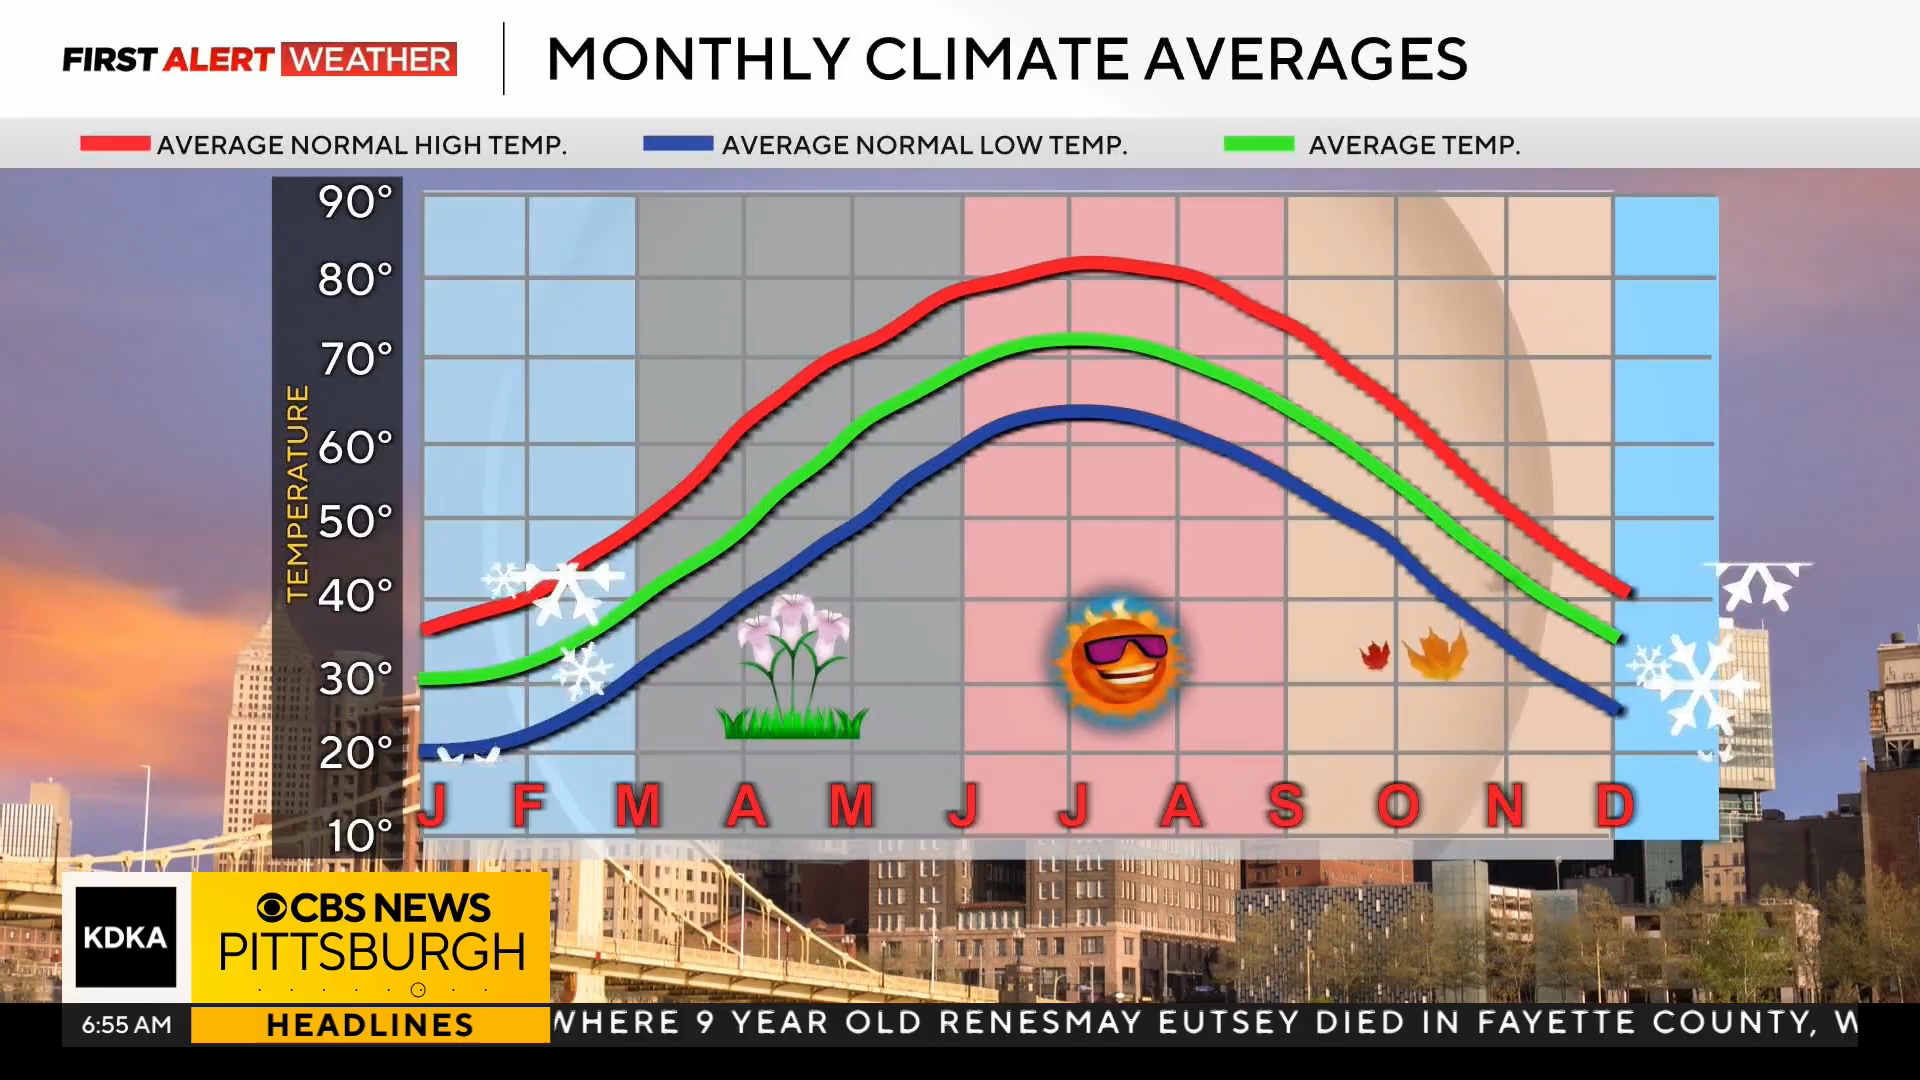 FIRST ALERT WEATHER
MONTHLY CLIMATE AVERAGES
AVERAGE NORMAL HIGH TEMP.
AVERAGE NORMAL LOW TEMP.
AVERAGE TEMP.
TEMPERATURE
90°
80°
70°
60°
50°
40°
30°
20°
10°
J F M A M J J A S O N D
KDKA
CBS NEWS
PITTSBURGH
6:55 AM
HEADLINES
WHERE 9 YEAR OLD RENESMAY EUTSEY DIED IN FAYETTE COUNTY, W